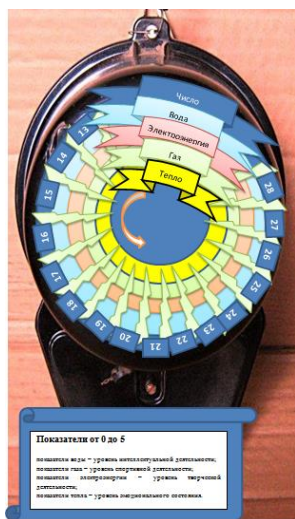 Число
Вода
Электроэнергия
Газ
Тепло
13
14
15
16
17
18
19
20
21
22
23
24
25
26
27
28
Показатели от 0 до 5
показатели воды – уровень интеллектуальной деятельности;
показатели газа – уровень спортивной деятельности;
показатели электроэнергии – уровень творческой
деятельности;
показатели тепла – уровень эмоционального состояния.